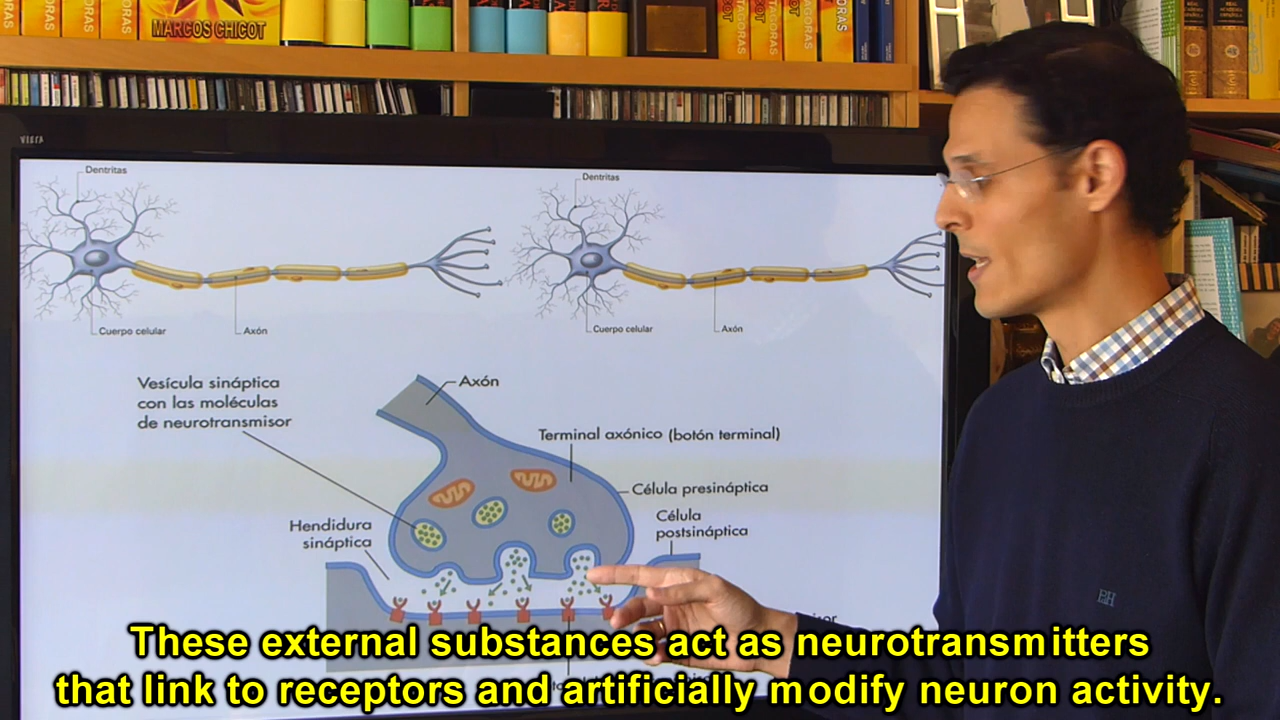 MARCOS CHICOT
Dentritas
Dentritas
Cuerpo celular
Axón
Cuerpo celular
Axón
Vesícula sináptica
con las moléculas
de neurotransmisor
Axón
Terminal axónico (botón terminal)
Célula presináptica
Célula
postsináptica
Hendidura
sináptica
These external substances act as neurotransmitters
that link to receptors and artificially modify neuron activity.